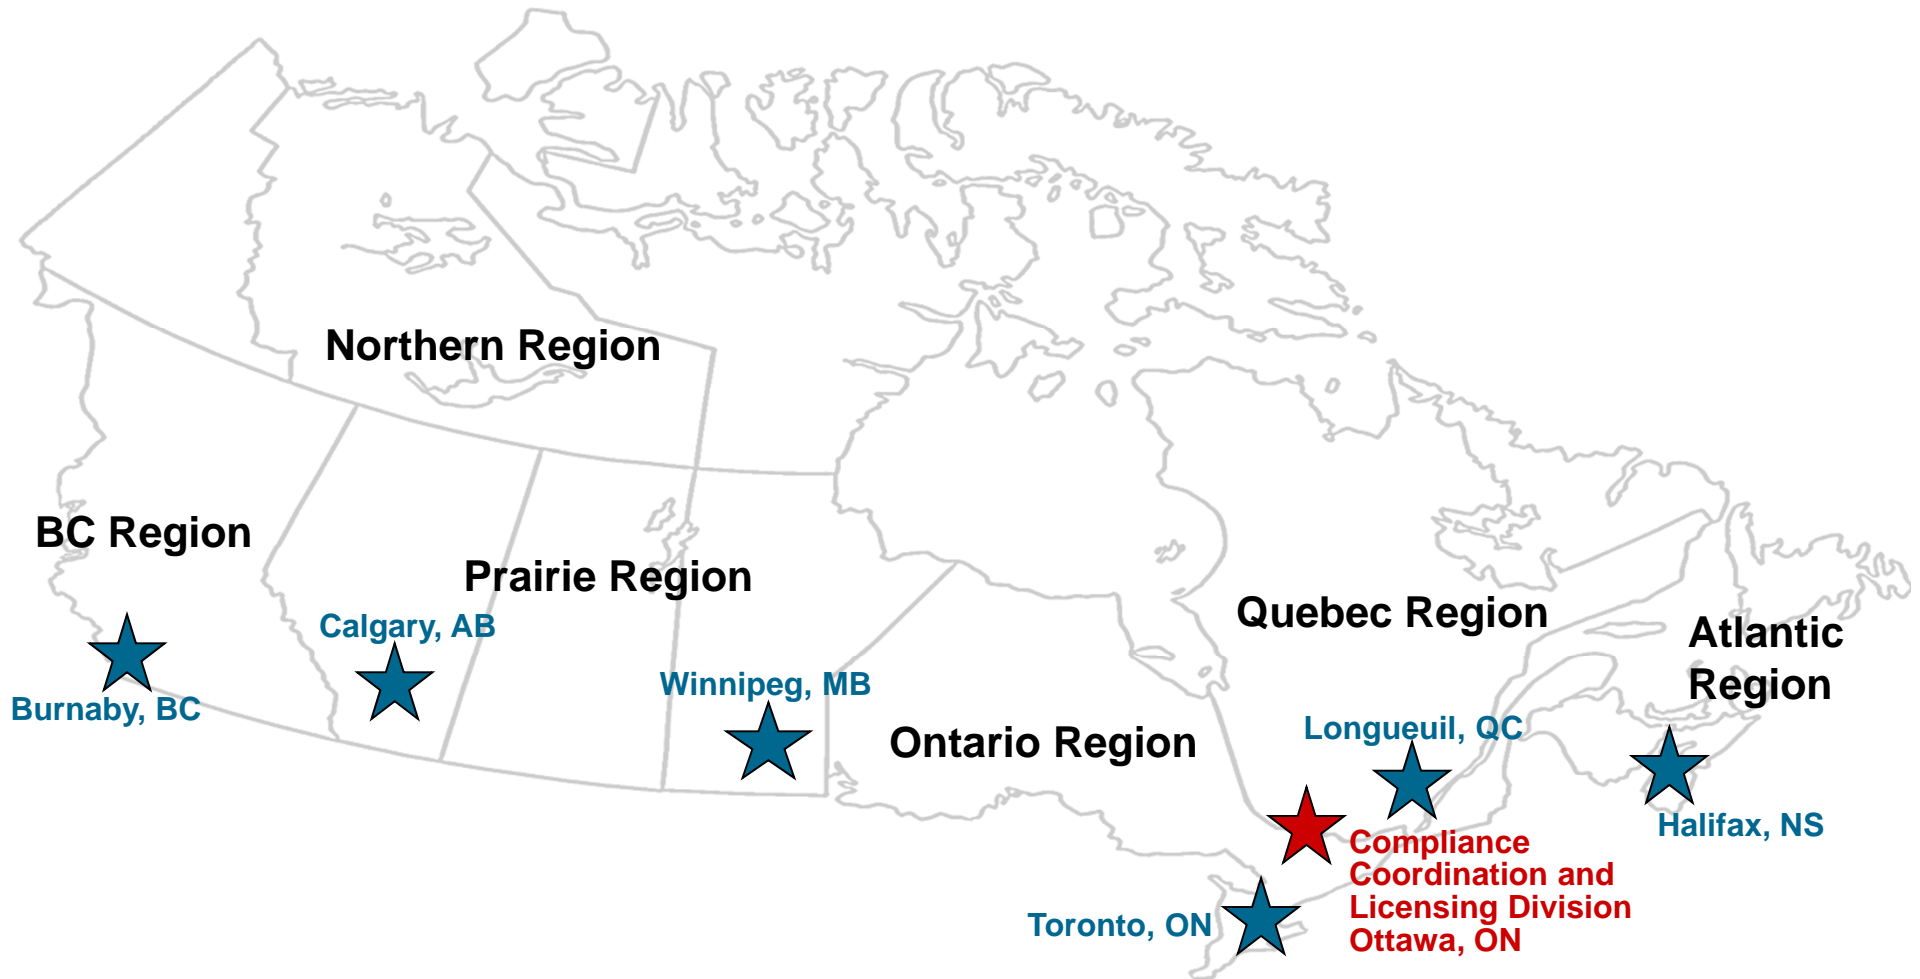 Northern Region
BC Region
Prairie Region
Calgary, AB
Burnaby, BC
Winnipeg, MB
Ontario Region
Quebec Region
Longueuil, QC
Atlantic
Region
Halifax, NS
Compliance
Coordination and
Licensing Division
Ottawa, ON
Toronto, ON